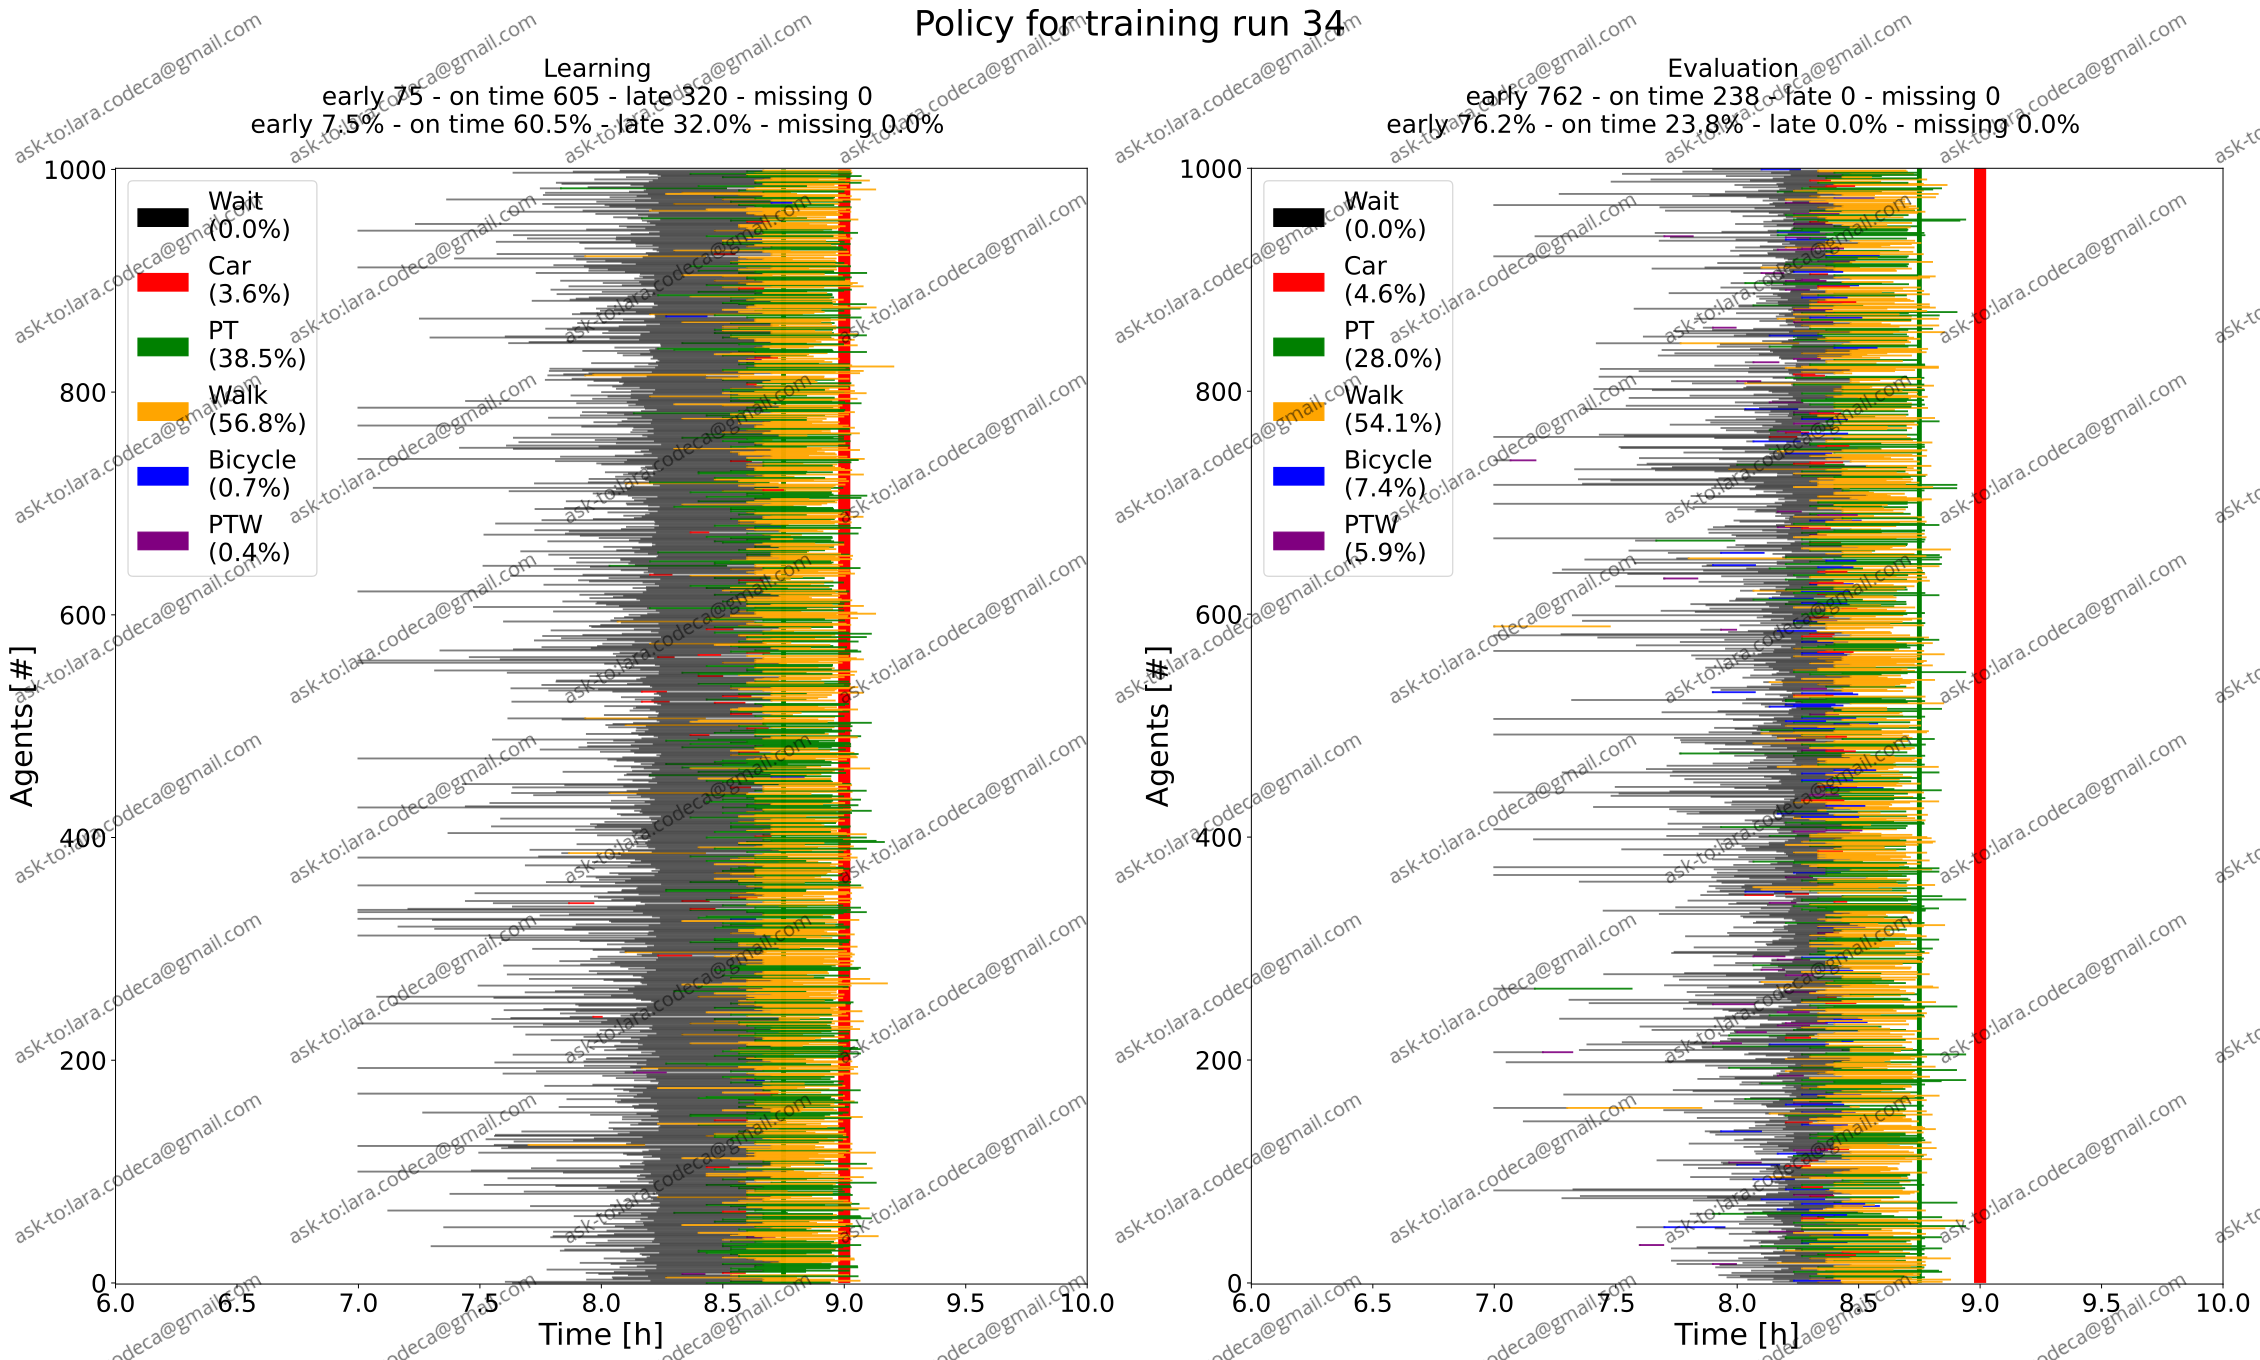 Policy for training run 34
Learning
early 75 - on time 605 - late 320 - missing 0
early 7.5% - on time 60.5% - late 32.0% - missing 0.0%
1000
800
600
400
200
0
Agents [#]
Wait
(0.0%)
Car
(3.6%)
PT
(38.5%)
Walk
(56.8%)
Bicycle
(0.7%)
PTW
(0.4%)
6.0 6.5 7.0 7.5 8.0 8.5 9.0 9.5 10.0
Time [h]
Evaluation
early 762 - on time 238 - late 0 - missing 0
early 76.2% - on time 23.8% - late 0.0% - missing 0.0%
1000
800
600
400
200
0
Agents [#]
Wait
(0.0%)
Car
(4.6%)
PT
(28.0%)
Walk
(54.1%)
Bicycle
(7.4%)
PTW
(5.9%)
6.0 6.5 7.0 7.5 8.0 8.5 9.0 9.5 10.0
Time [h]
ask-to:lara.codeca@gmail.com